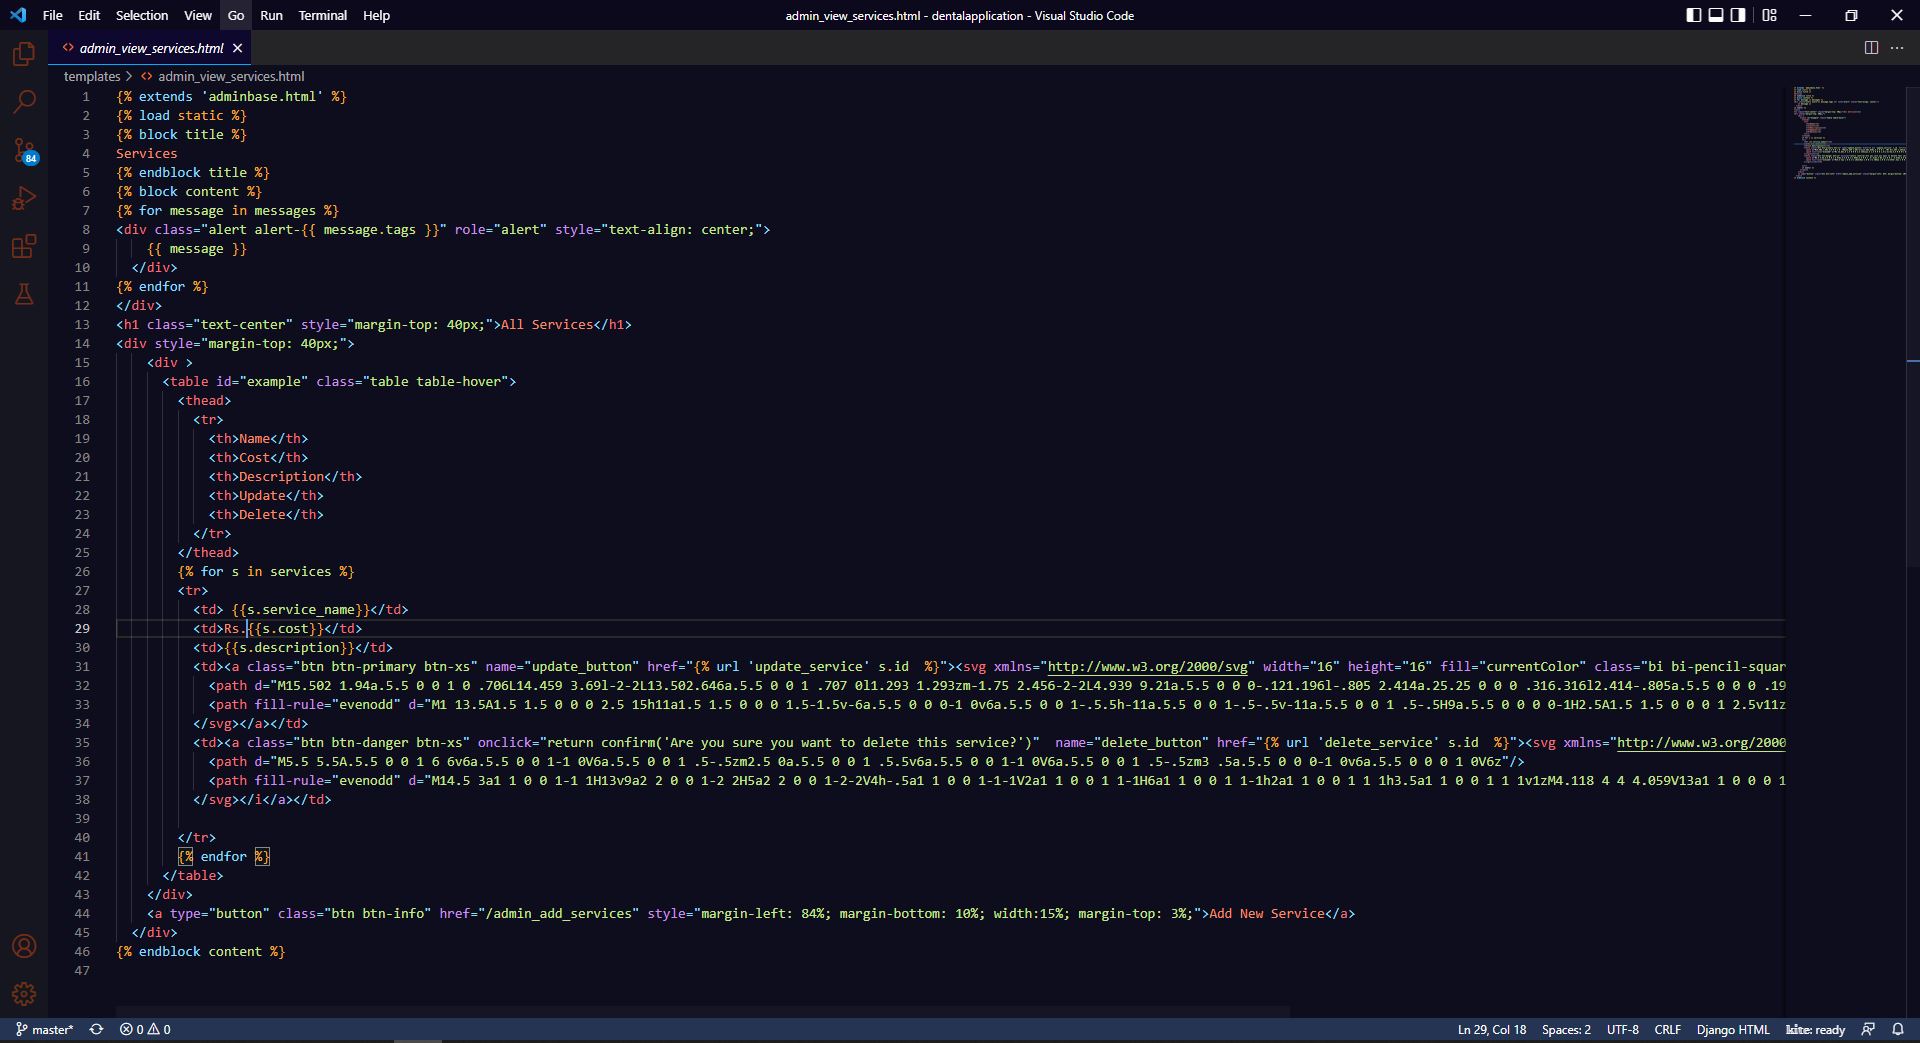 File Edit Selection View Go Run Terminal Help
admin_view_services.html - dentalapplication - Visual Studio Code
admin_view_services.html
templates > admin_view_services.html
84
1 {% extends 'adminbase.html' %}
2 {% load static %}
3 {% block title %}
4 Services
5 {% endblock title %}
6 {% block content %}
7 {% for message in messages %}
8 <div class="alert alert-{{ message.tags }}" role="alert" style="text-align: center;">
9 {{ message }}
10 </div>
11 {% endfor %}
12 </div>
13 <h1 class="text-center" style="margin-top: 40px;">All Services</h1>
14 <div style="margin-top: 40px;">
15 <div >
16 <table id="example" class="table table-hover">
17 <thead>
18 <tr>
19 <th>Name</th>
20 <th>Cost</th>
21 <th>Description</th>
22 <th>Update</th>
23 <th>Delete</th>
24 </tr>
25 </thead>
26 {% for s in services %}
27 <tr>
28 <td> {{s.service_name}}</td>
29 <td>Rs.{{s.cost}}</td>
30 <td>{{s.description}}</td>
31 <td><a class="btn btn-primary btn-xs" name="update_button" href="{% url 'update_service' s.id  %}"><svg xmlns="http://www.w3.org/2000/svg" width="16" height="16" fill="currentColor" class="bi bi-pencil-squar
32 <path d="M15.502 1.94a.5.5 0 0 1 0 .706L14.459 3.69l-2-2L13.502.646a.5.5 0 0 1 .707 0l1.293 1.293zm-1.75 2.456-2-2L4.939 9.21a.5.5 0 0 0-.121.196l-.805 2.414a.25.25 0 0 0 .316.316l2.414-.805a.5.5 0 0 0 .19
33 <path fill-rule="evenodd" d="M1 13.5A1.5 1.5 0 0 0 2.5 15h11a1.5 1.5 0 0 0 1.5-1.5v-6a.5.5 0 0 0-1 0v6a.5.5 0 0 1-.5.5h-11a.5.5 0 0 1-.5-.5v-11a.5.5 0 0 1 .5-.5H9a.5.5 0 0 0 0-1H2.5A1.5 1.5 0 0 0 1 2.5v11z
34 </svg></a></td>
35 <td><a class="btn btn-danger btn-xs" onclick="return confirm('Are you sure you want to delete this service?')"  name="delete_button" href="{% url 'delete_service' s.id  %}"><svg xmlns="http://www.w3.org/2000
36 <path d="M5.5 5.5A.5.5 0 0 1 6 6v6a.5.5 0 0 1-1 0V6a.5.5 0 0 1 .5-.5zm2.5 0a.5.5 0 0 1 .5.5v6a.5.5 0 0 1-1 0V6a.5.5 0 0 1 .5-.5zm3 .5a.5.5 0 0 0-1 0v6a.5.5 0 0 0 1 0V6z"/>
37 <path fill-rule="evenodd" d="M14.5 3a1 1 0 0 1-1 1H13v9a2 2 0 0 1-2 2H5a2 2 0 0 1-2-2V4h-.5a1 1 0 0 1-1-1V2a1 1 0 0 1 1-1H6a1 1 0 0 1 1-1h2a1 1 0 0 1 1 1h3.5a1 1 0 0 1 1 1v1zM4.118 4 4 4.059V13a1 1 0 0 0 1
38 </svg></i</a></td>
39
40 </tr>
41 {% endfor %}
42 </table>
43 </div>
44 <a type="button" class="btn btn-info" href="/admin_add_services" style="margin-left: 84%; margin-bottom: 10%; width:15%; margin-top: 3%;">Add New Service</a>
45 </div>
46 {% endblock content %}
47
master* 0 0 Ln 29, Col 18 Spaces: 2 UTF-8 CRLF Django HTML kite: ready